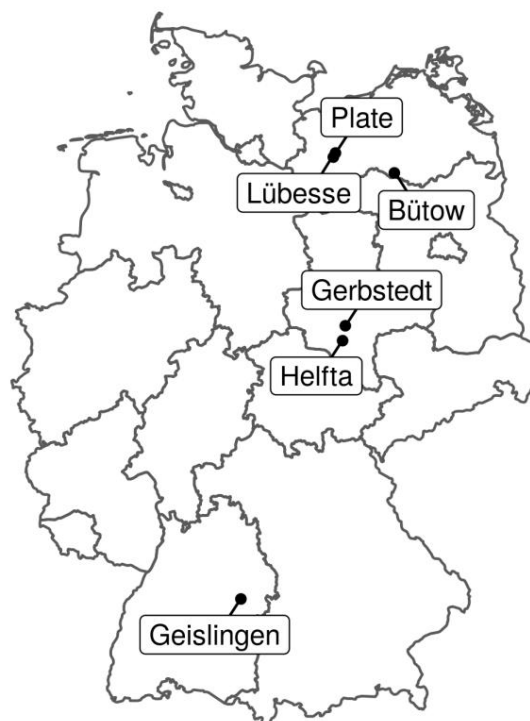 Plate
Lübesse
Bütow
Gerbstedt
Helfta
Geislingen